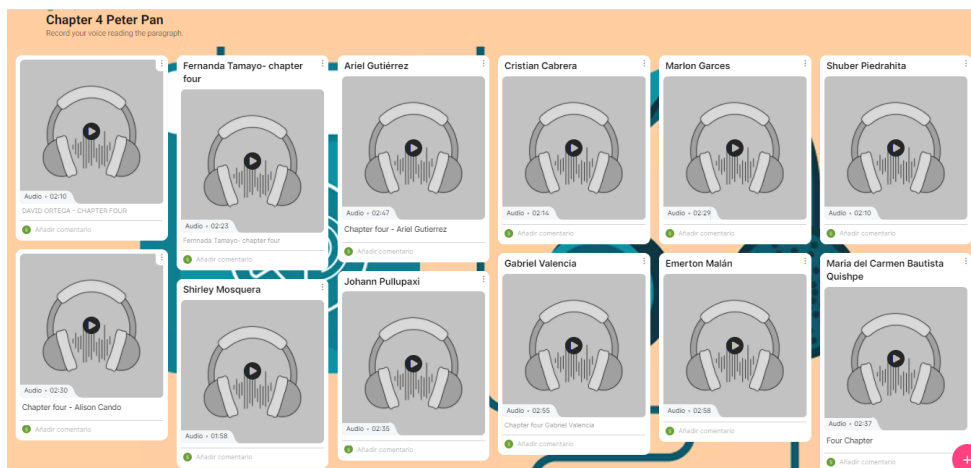 Chapter 4 Peter Pan
Record your voice reading the paragraph.
Audio • 02:10
DAVID ORTEGA - CHAPTER FOUR
Añadir comentario
Audio • 02:30
Chapter four - Alison Cando
Añadir comentario
Fernanda Tamayo- chapter
four
Audio • 02:23
Fernnada Tamayo- chapter four
Añadir comentario
Shirley Mosquera
Audio • 01:58
Añadir comentario
Ariel Gutiérrez
Audio • 02:47
Chapter four - Ariel Gutierrez
Añadir comentario
Johann Pullupaxi
Audio • 02:35
Añadir comentario
Cristian Cabrera
Audio • 02:14
Añadir comentario
Gabriel Valencia
Audio • 02:55
Chapter four Gabriel Valencia
Añadir comentario
Marlon Garces
Audio • 02:29
Añadir comentario
Emerton Malán
Audio • 02:58
Añadir comentario
Shuber Piedrahita
Audio • 02:10
Añadir comentario
Maria del Carmen Bautista
Quishpe
Audio • 02:37
Four Chapter
Añadir comentario